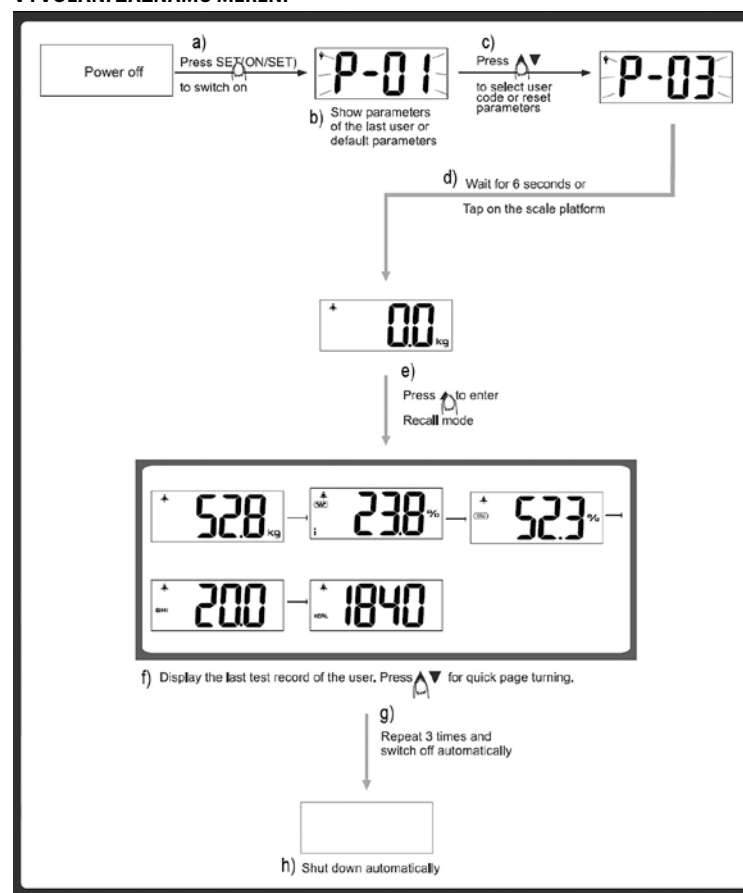 a)
Power off
Press SET(ON/SET)
to switch on
P-01
b) Show parameters
of the last user or
default parameters
c)
Press ▲▼
to select user
code or reset
parameters
P-03
d) Wait for 6 seconds or
Tap on the scale platform
0.0 kg
e)
Press ▲ to enter
Recall mode
52.8 kg
23.8 %
52.3 %
BMI 20.0
KCAL 1840
f) Display the last test record of the user. Press ▲▼ for quick page turning.
g)
Repeat 3 times and
switch off automatically
h) Shut down automatically